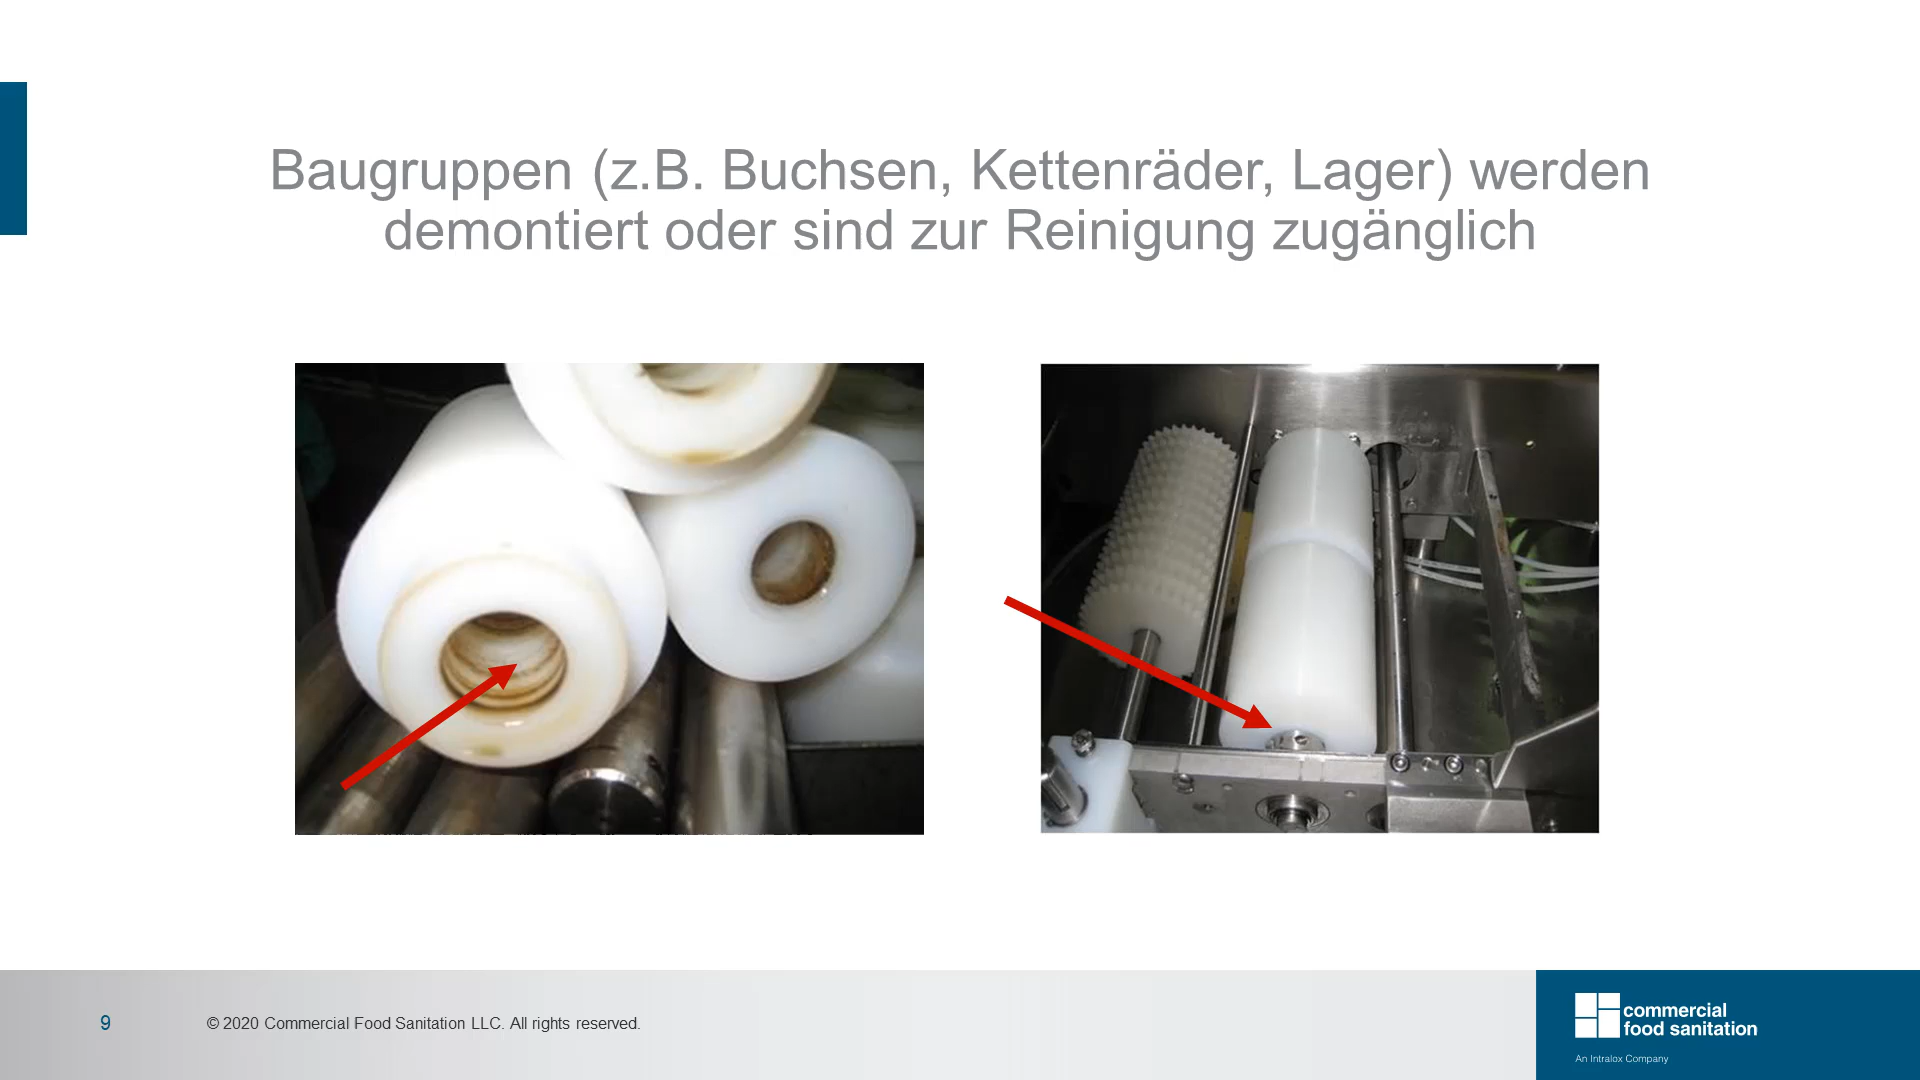 Baugruppen (z.B. Buchsen, Kettenräder, Lager) werden
demontiert oder sind zur Reinigung zugänglich
9
© 2020 Commercial Food Sanitation LLC. All rights reserved.
commercial
food sanitation
An Intralox Company